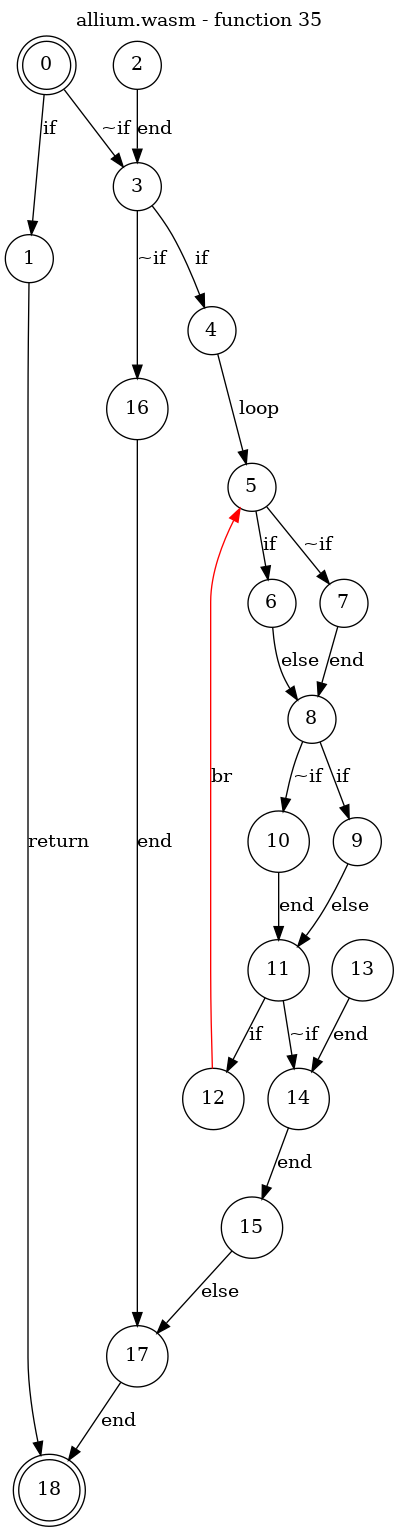 allium.wasm - function 35
0
2
if
~if
end
3
1
~if
if
4
16
loop
5
if
~if
6
7
else
end
8
br
~if
if
return
end
10
9
end
else
11
13
if
~if
end
12
14
end
15
else
17
end
18